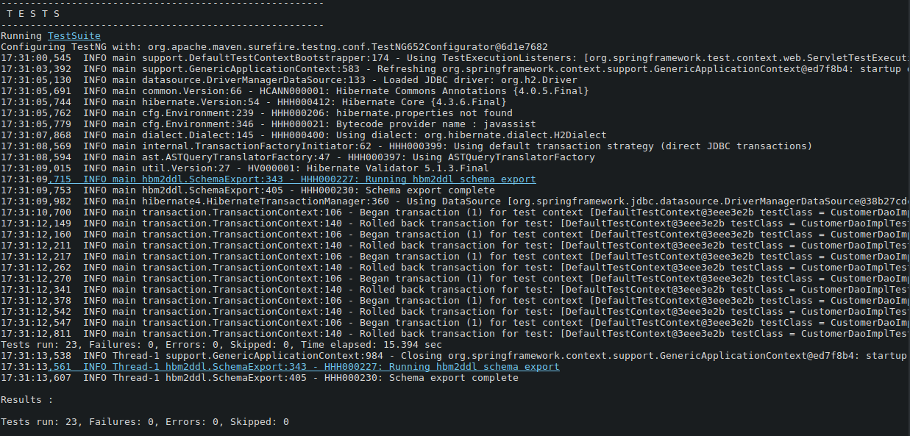 -------------------------------------------------------
 T E S T S
-------------------------------------------------------
Running TestSuite
Configuring TestNG with: org.apache.maven.surefire.testng.conf.TestNG652Configurator@6d1e7682
17:31:00,545  INFO main support.DefaultTestContextBootstrapper:174 - Using TestExecutionListeners: [org.springframework.test.context.web.ServletTestExecuti
17:31:03,392  INFO main support.GenericApplicationContext:583 - Refreshing org.springframework.context.support.GenericApplicationContext@ed7f8b4: startup
17:31:05,130  INFO main datasource.DriverManagerDataSource:133 - Loaded JDBC driver: org.h2.Driver
17:31:05,691  INFO main common.Version:66 - HCANN000001: Hibernate Commons Annotations {4.0.5.Final}
17:31:05,744  INFO main hibernate.Version:54 - HHH000412: Hibernate Core {4.3.6.Final}
17:31:05,762  INFO main cfg.Environment:239 - HHH000206: hibernate.properties not found
17:31:05,779  INFO main cfg.Environment:346 - HHH000021: Bytecode provider name : javassist
17:31:07,868  INFO main dialect.Dialect:145 - HHH000400: Using dialect: org.hibernate.dialect.H2Dialect
17:31:08,569  INFO main internal.TransactionFactoryInitiator:62 - HHH000399: Using default transaction strategy (direct JDBC transactions)
17:31:08,594  INFO main ast.ASTQueryTranslatorFactory:47 - HHH000397: Using ASTQueryTranslatorFactory
17:31:09,015  INFO main util.Version:27 - HV000001: Hibernate Validator 5.1.3.Final
17:31:09,715  INFO main hbm2ddl.SchemaExport:343 - HHH000227: Running hbm2ddl schema export
17:31:09,753  INFO main hbm2ddl.SchemaExport:405 - HHH000230: Schema export complete
17:31:09,982  INFO main hibernate4.HibernateTransactionManager:360 - Using DataSource [org.springframework.jdbc.datasource.DriverManagerDataSource@38b27cd
17:31:10,700  INFO main transaction.TransactionContext:106 - Began transaction (1) for test context [DefaultTestContext@3eee3e2b testClass = CustomerDaoImp
17:31:12,149  INFO main transaction.TransactionContext:140 - Rolled back transaction for test: [DefaultTestContext@3eee3e2b testClass = CustomerDaoImplTes
17:31:12,160  INFO main transaction.TransactionContext:106 - Began transaction (1) for test context [DefaultTestContext@3eee3e2b testClass = CustomerDaoImp
17:31:12,211  INFO main transaction.TransactionContext:140 - Rolled back transaction for test: [DefaultTestContext@3eee3e2b testClass = CustomerDaoImplTes
17:31:12,217  INFO main transaction.TransactionContext:106 - Began transaction (1) for test context [DefaultTestContext@3eee3e2b testClass = CustomerDaoImp
17:31:12,262  INFO main transaction.TransactionContext:140 - Rolled back transaction for test: [DefaultTestContext@3eee3e2b testClass = CustomerDaoImplTes
17:31:12,270  INFO main transaction.TransactionContext:106 - Began transaction (1) for test context [DefaultTestContext@3eee3e2b testClass = CustomerDaoImp
17:31:12,341  INFO main transaction.TransactionContext:140 - Rolled back transaction for test: [DefaultTestContext@3eee3e2b testClass = CustomerDaoImplTes
17:31:12,378  INFO main transaction.TransactionContext:106 - Began transaction (1) for test context [DefaultTestContext@3eee3e2b testClass = CustomerDaoImp
17:31:12,542  INFO main transaction.TransactionContext:140 - Rolled back transaction for test: [DefaultTestContext@3eee3e2b testClass = CustomerDaoImplTes
17:31:12,547  INFO main transaction.TransactionContext:106 - Began transaction (1) for test context [DefaultTestContext@3eee3e2b testClass = CustomerDaoImp
17:31:12,811  INFO main transaction.TransactionContext:140 - Rolled back transaction for test: [DefaultTestContext@3eee3e2b testClass = CustomerDaoImplTes
Tests run: 23, Failures: 0, Errors: 0, Skipped: 0, Time elapsed: 15.394 sec
17:31:13,538  INFO Thread-1 support.GenericApplicationContext:984 - Closing org.springframework.context.support.GenericApplicationContext@ed7f8b4: startup
17:31:13,561  INFO Thread-1 hbm2ddl.SchemaExport:343 - HHH000227: Running hbm2ddl schema export
17:31:13,607  INFO Thread-1 hbm2ddl.SchemaExport:405 - HHH000230: Schema export complete
Results :
Tests run: 23, Failures: 0, Errors: 0, Skipped: 0